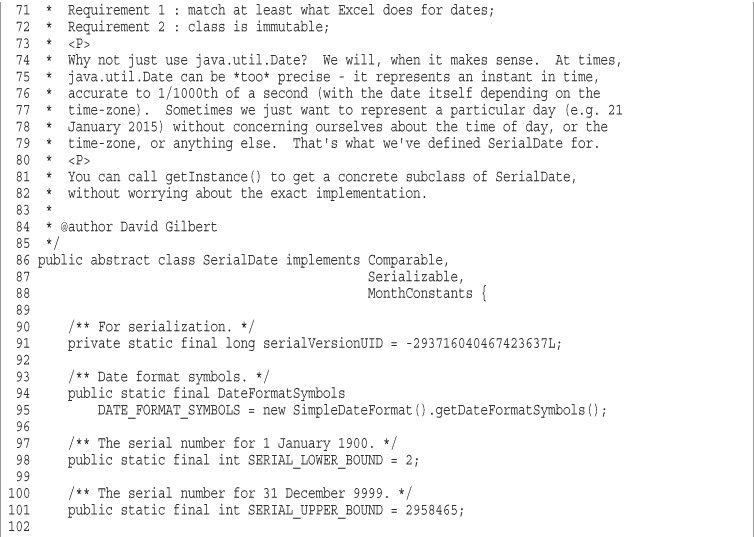 71  *  Requirement 1 : match at least what Excel does for dates;
72  *  Requirement 2 : class is immutable;
73  *  <P>
74  *  Why not just use java.util.Date?  We will, when it makes sense.  At times,
75  *  java.util.Date can be *too* precise - it represents an instant in time,
76  *  accurate to 1/1000th of a second (with the date itself depending on the
77  *  time-zone).  Sometimes we just want to represent a particular day (e.g. 21
78  *  January 2015) without concerning ourselves about the time of day, or the
79  *  time-zone, or anything else.  That's what we've defined SerialDate for.
80  *  <P>
81  *  You can call getInstance() to get a concrete subclass of SerialDate,
82  *  without worrying about the exact implementation.
83  *
84  * @author David Gilbert
85  */
86 public abstract class SerialDate implements Comparable,
87                                             Serializable,
88                                             MonthConstants {
89
90     /** For serialization. */
91     private static final long serialVersionUID = -293716040467423637L;
92
93     /** Date format symbols. */
94     public static final DateFormatSymbols
95         DATE_FORMAT_SYMBOLS = new SimpleDateFormat().getDateFormatSymbols();
96
97     /** The serial number for 1 January 1900. */
98     public static final int SERIAL_LOWER_BOUND = 2;
99
100     /** The serial number for 31 December 9999. */
101     public static final int SERIAL_UPPER_BOUND = 2958465;
102